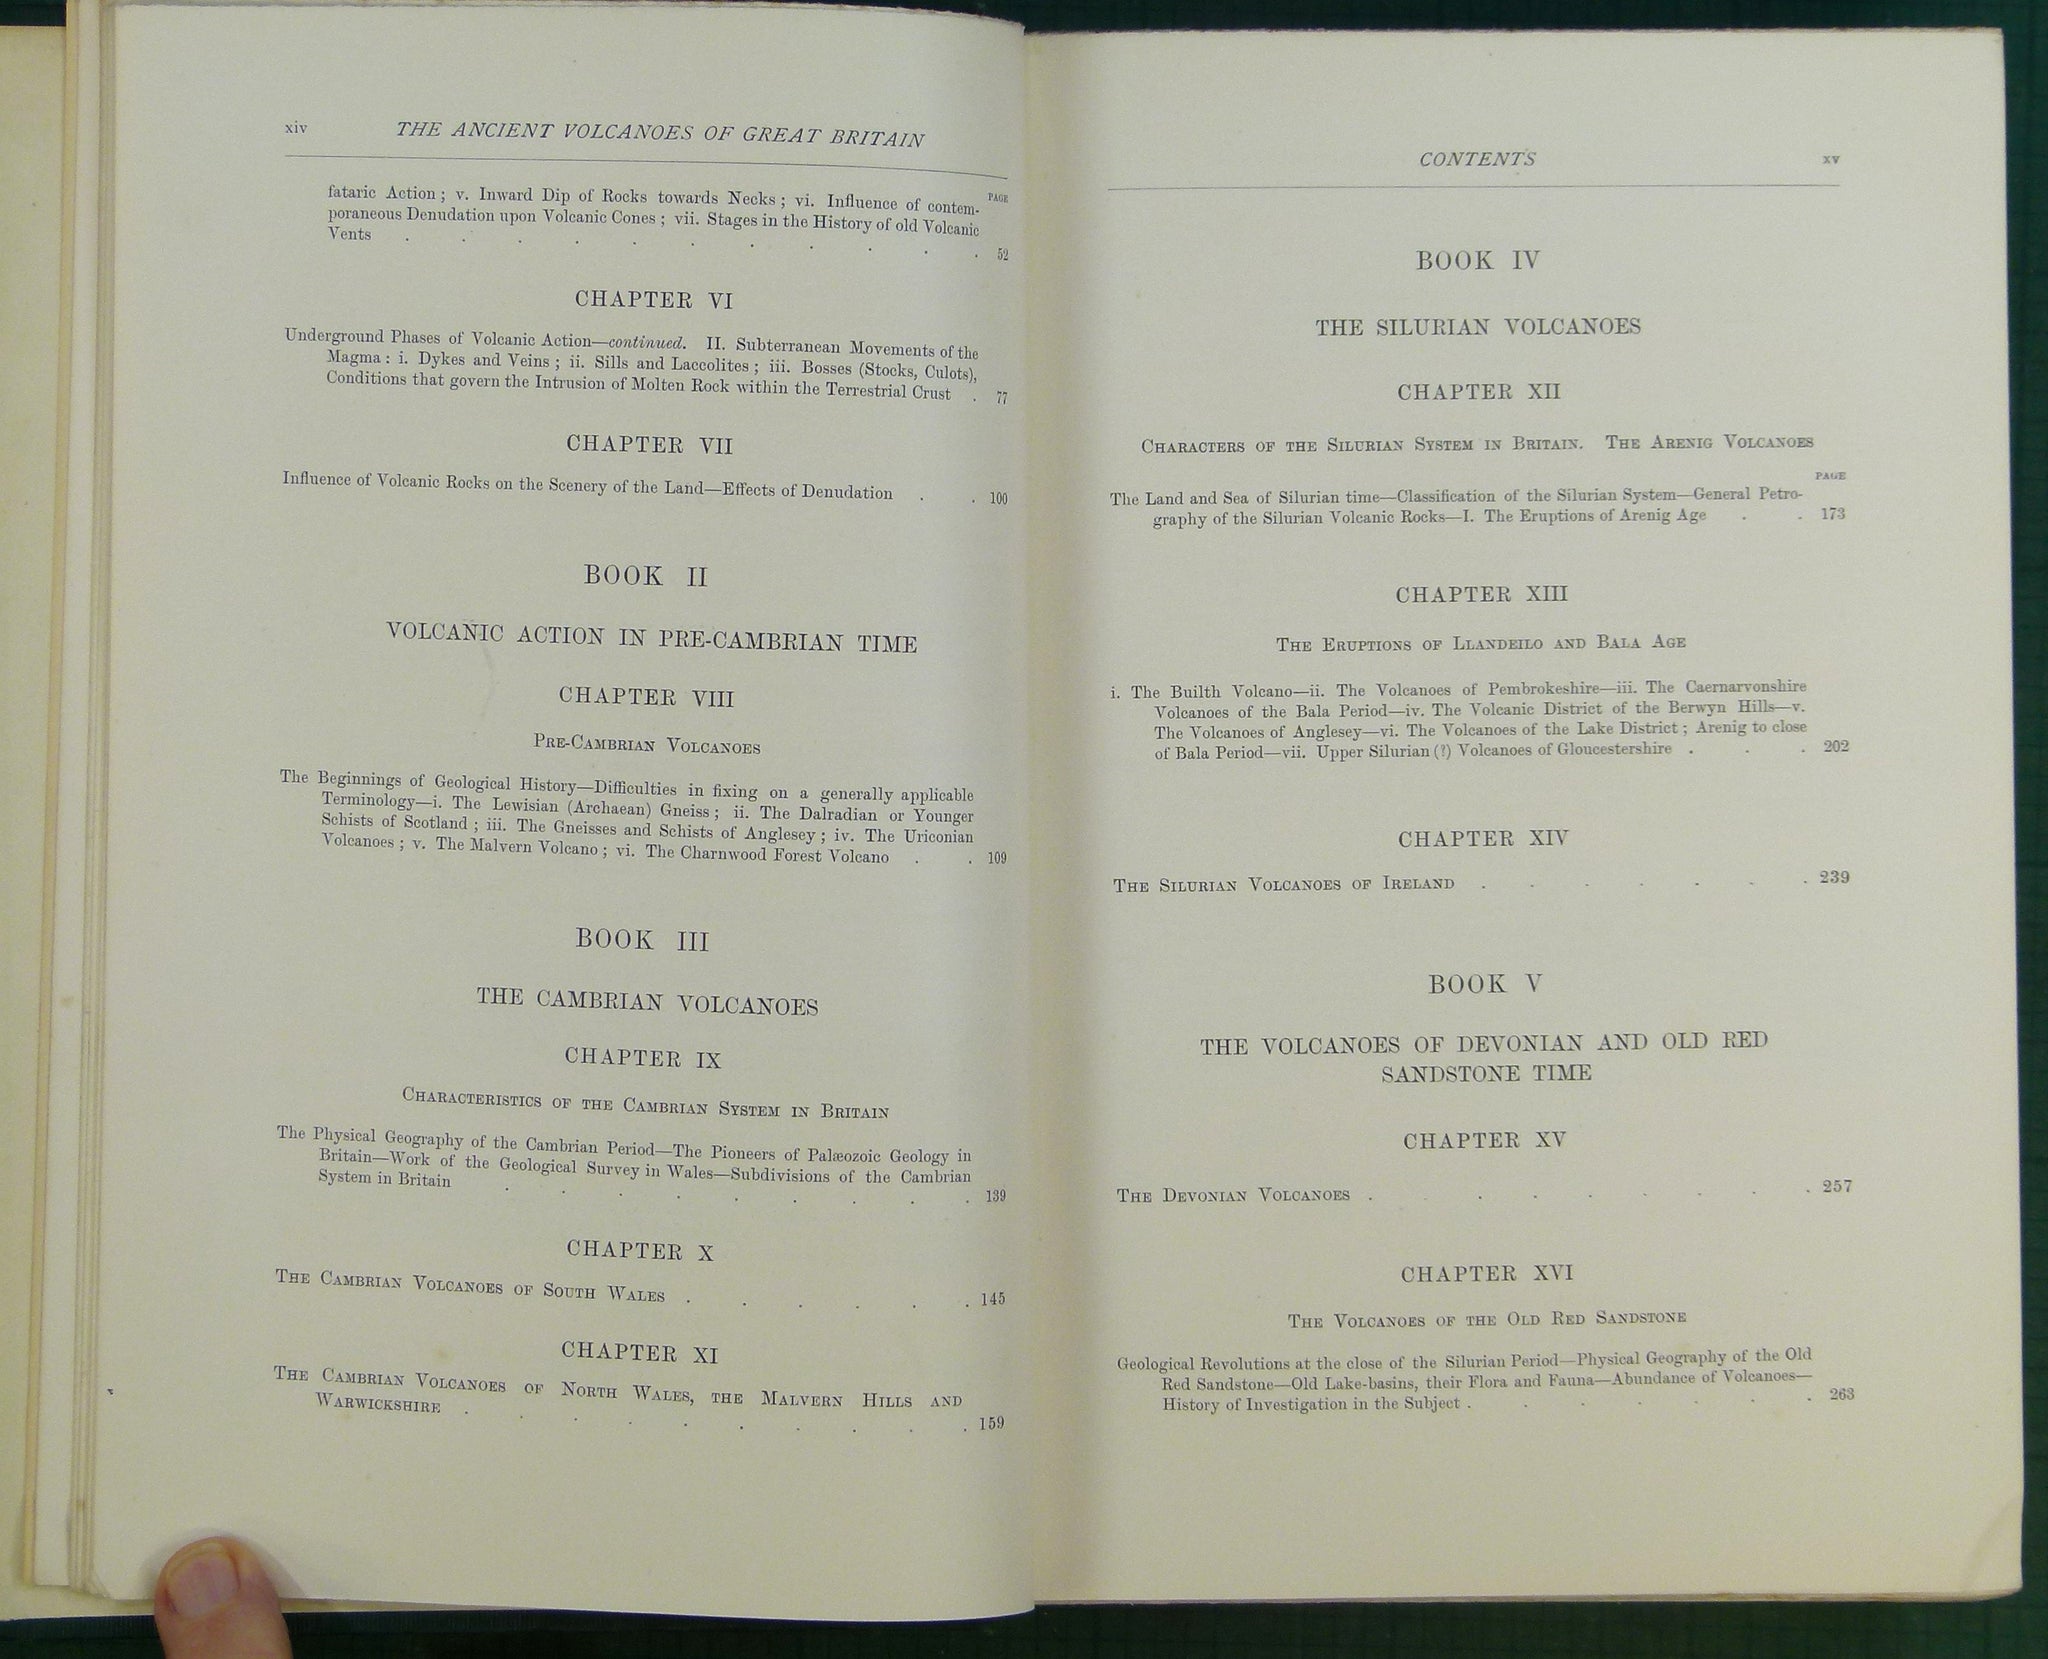 xiv THE ANCIENT VOLCANOES OF GREAT BRITAIN
PAGE
fataric Action ; v. Inward Dip of Rocks towards Necks ; vi. Influence of contem-
poraneous Denudation upon Volcanic Cones ; vii. Stages in the History of old Volcanic
Vents . . . . . . . . . . . 52
CHAPTER VI
Underground Phases of Volcanic Action—continued. II. Subterranean Movements of the
Magma : i. Dykes and Veins ; ii. Sills and Laccolites ; iii. Bosses (Stocks, Culots),
Conditions that govern the Intrusion of Molten Rock within the Terrestrial Crust . 77
CHAPTER VII
Influence of Volcanic Rocks on the Scenery of the Land—Effects of Denudation . . 100
BOOK II
VOLCANIC ACTION IN PRE-CAMBRIAN TIME
CHAPTER VIII
PRE-CAMBRIAN VOLCANOES
The Beginnings of Geological History—Difficulties in fixing on a generally applicable
Terminology—i. The Lewisian (Archaean) Gneiss ; ii. The Dalradian or Younger
Schists of Scotland ; iii. The Gneisses and Schists of Anglesey ; iv. The Uriconian
Volcanoes ; v. The Malvern Volcano ; vi. The Charnwood Forest Volcano . . 109
BOOK III
THE CAMBRIAN VOLCANOES
CHAPTER IX
CHARACTERISTICS OF THE CAMBRIAN SYSTEM IN BRITAIN
The Physical Geography of the Cambrian Period—The Pioneers of Palæozoic Geology in
Britain—Work of the Geological Survey in Wales—Subdivisions of the Cambrian
System in Britain . . . . . . . . . 139
CHAPTER X
THE CAMBRIAN VOLCANOES OF SOUTH WALES . . . . . . 145
CHAPTER XI
THE CAMBRIAN VOLCANOES OF NORTH WALES, THE MALVERN HILLS AND
WARWICKSHIRE . . . . . . . . . . 159
CONTENTS xv
BOOK IV
THE SILURIAN VOLCANOES
CHAPTER XII
CHARACTERS OF THE SILURIAN SYSTEM IN BRITAIN. THE ARENIG VOLCANOES
PAGE
The Land and Sea of Silurian time—Classification of the Silurian System—General Petro-
graphy of the Silurian Volcanic Rocks—I. The Eruptions of Arenig Age . . 173
CHAPTER XIII
THE ERUPTIONS OF LLANDEILO AND BALA AGE
i. The Builth Volcano—ii. The Volcanoes of Pembrokeshire—iii. The Caernarvonshire
Volcanoes of the Bala Period—iv. The Volcanic District of the Berwyn Hills—v.
The Volcanoes of Anglesey—vi. The Volcanoes of the Lake District ; Arenig to close
of Bala Period—vii. Upper Silurian (?) Volcanoes of Gloucestershire . . . 202
CHAPTER XIV
THE SILURIAN VOLCANOES OF IRELAND . . . . . . . 239
BOOK V
THE VOLCANOES OF DEVONIAN AND OLD RED
SANDSTONE TIME
CHAPTER XV
THE DEVONIAN VOLCANOES . . . . . . . . . 257
CHAPTER XVI
THE VOLCANOES OF THE OLD RED SANDSTONE
Geological Revolutions at the close of the Silurian Period—Physical Geography of the Old
Red Sandstone—Old Lake-basins, their Flora and Fauna—Abundance of Volcanoes—
History of Investigation in the Subject . . . . . . . 263